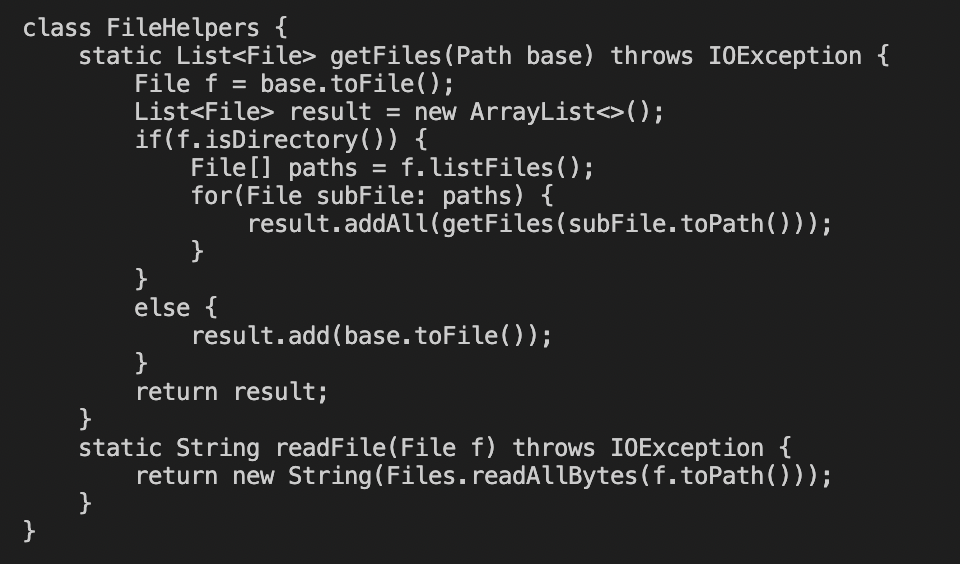 class FileHelpers {
    static List<File> getFiles(Path base) throws IOException {
        File f = base.toFile();
        List<File> result = new ArrayList<>();
        if(f.isDirectory()) {
            File[] paths = f.listFiles();
            for(File subFile: paths) {
                result.addAll(getFiles(subFile.toPath()));
            }
        }
        else {
            result.add(base.toFile());
        }
        return result;
    }
    static String readFile(File f) throws IOException {
        return new String(Files.readAllBytes(f.toPath()));
    }
}